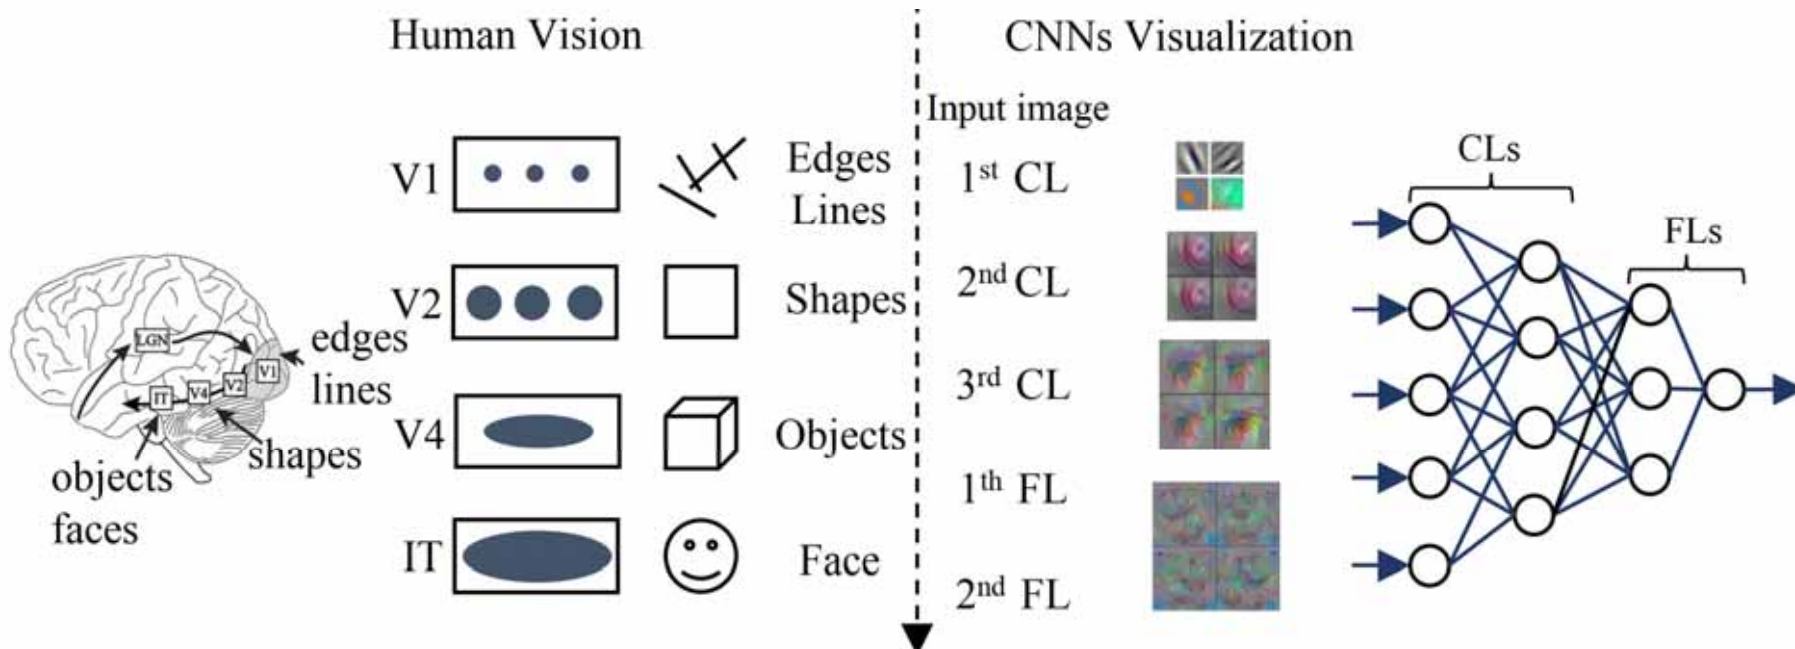 Human Vision
CNNs Visualization
LGN
V1
V2
V4
IT
edges
lines
shapes
objects
faces
V1
Edges
Lines
V2
Shapes
V4
Objects
IT
Face
Input image
1st CL
2nd CL
3rd CL
1th FL
2nd FL
CLs
FLs